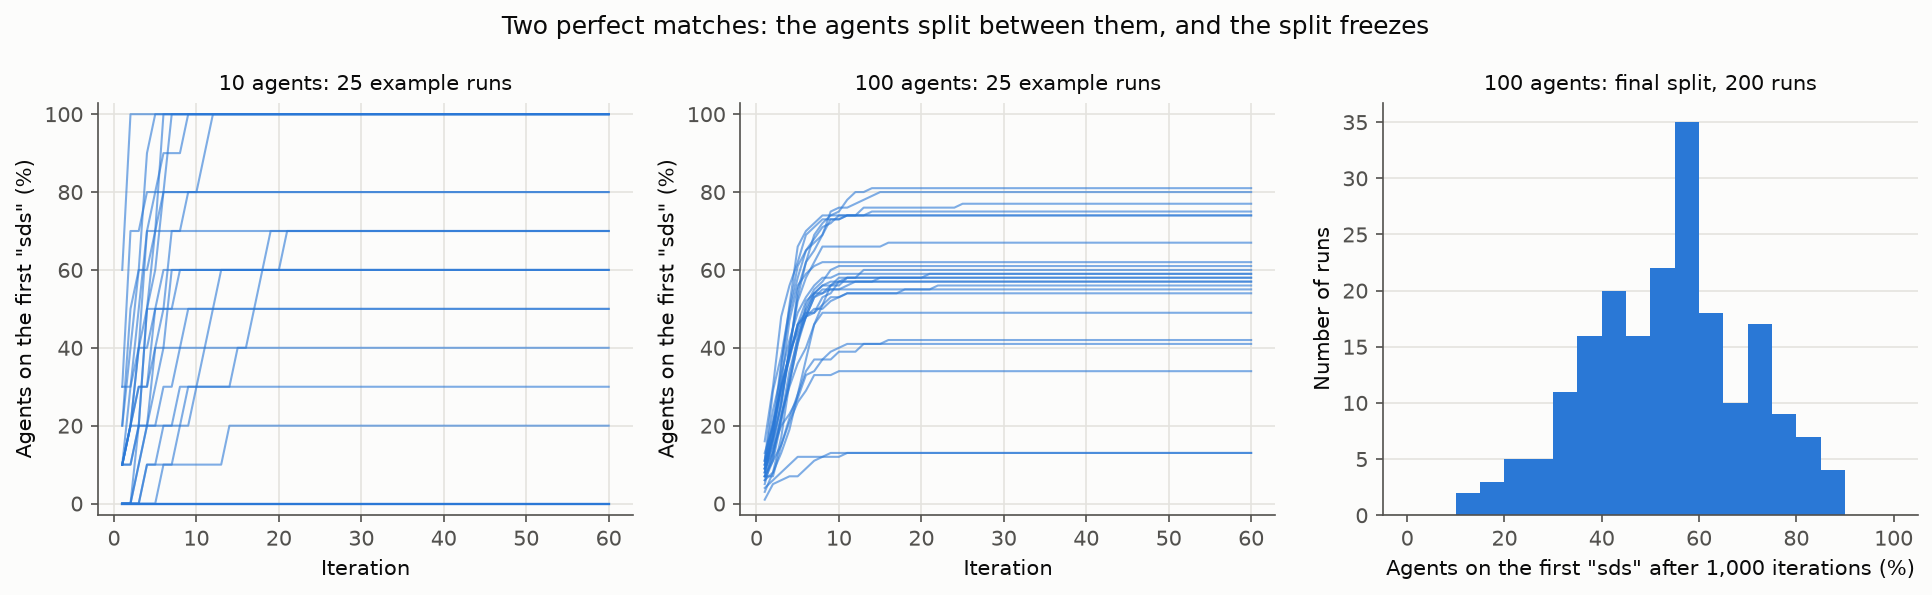 Two perfect matches: the agents split between them, and the split freezes
10 agents: 25 example runs
Agents on the first "sds" (%)
100
80
60
40
20
0
0 10 20 30 40 50 60
Iteration
100 agents: 25 example runs
Agents on the first "sds" (%)
100
80
60
40
20
0
0 10 20 30 40 50 60
Iteration
100 agents: final split, 200 runs
Number of runs
35
30
25
20
15
10
5
0
0 20 40 60 80 100
Agents on the first "sds" after 1,000 iterations (%)